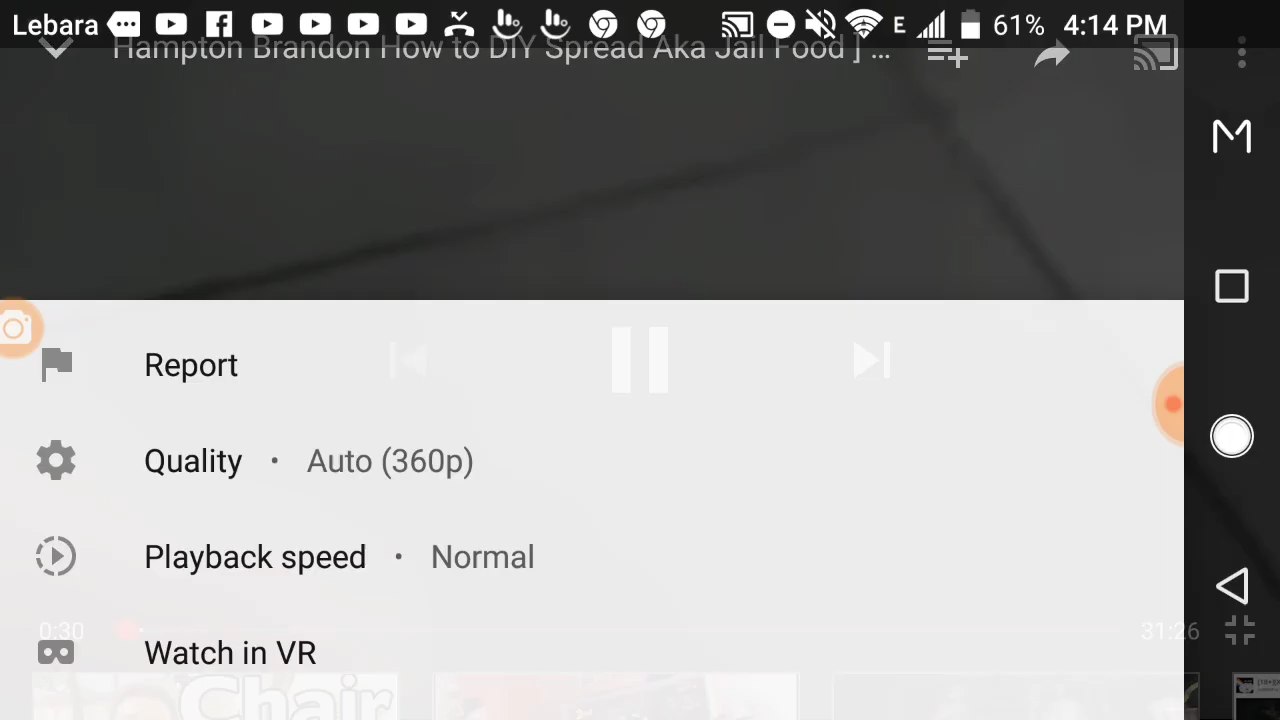 Lebara E 61% 4:14 PM
Hampton Brandon How to DIY Spread Aka Jail Food ] ...
Report
Quality • Auto (360p)
Playback speed • Normal
0:30 31:26
Watch in VR
Chair